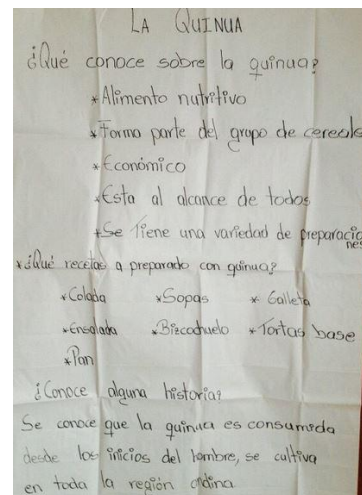 LA QUINUA
¿Qué conoce sobre la quinua?
*Alimento nutritivo
*Forma parte del grupo de cereales
*Económico
*Esta al alcance de todos
*Se Tiene una variedad de preparacio
nes
*¿Qué recetas a preparado con quinua?
*Colada *Sopas * Galleta
*Ensalada *Bizcochuelo *Tortas base
*Pan
¿Conoce alguna historia?
Se conoce que la quinua es consumida
desde los inicios del hombre, se cultiva
en toda la región andina.